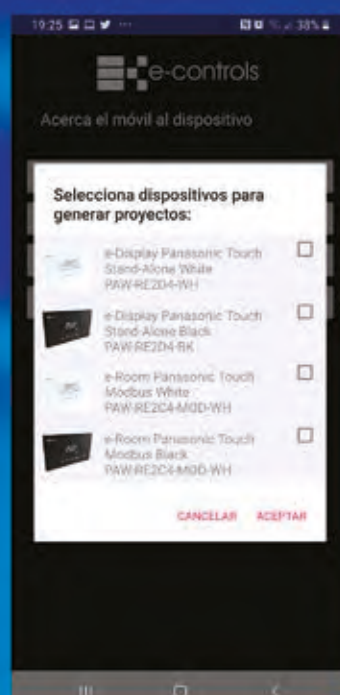 19:25 38%
e-controls
Acerca el móvil al dispositivo
Selecciona dispositivos para
generar proyectos:
e-Display Panasonic Touch
Stand-Alone White
PAW-RE2D4-WH
e-Display Panasonic Touch
Stand-Alone Black
PAW-RE2D4-BK
e-Room Panasonic Touch
Modbus White
PAW-RE2C4-MOD-WH
e-Room Panasonic Touch
Modbus Black
PAW-RE2C4-MOD-WH
CANCELAR ACEPTAR